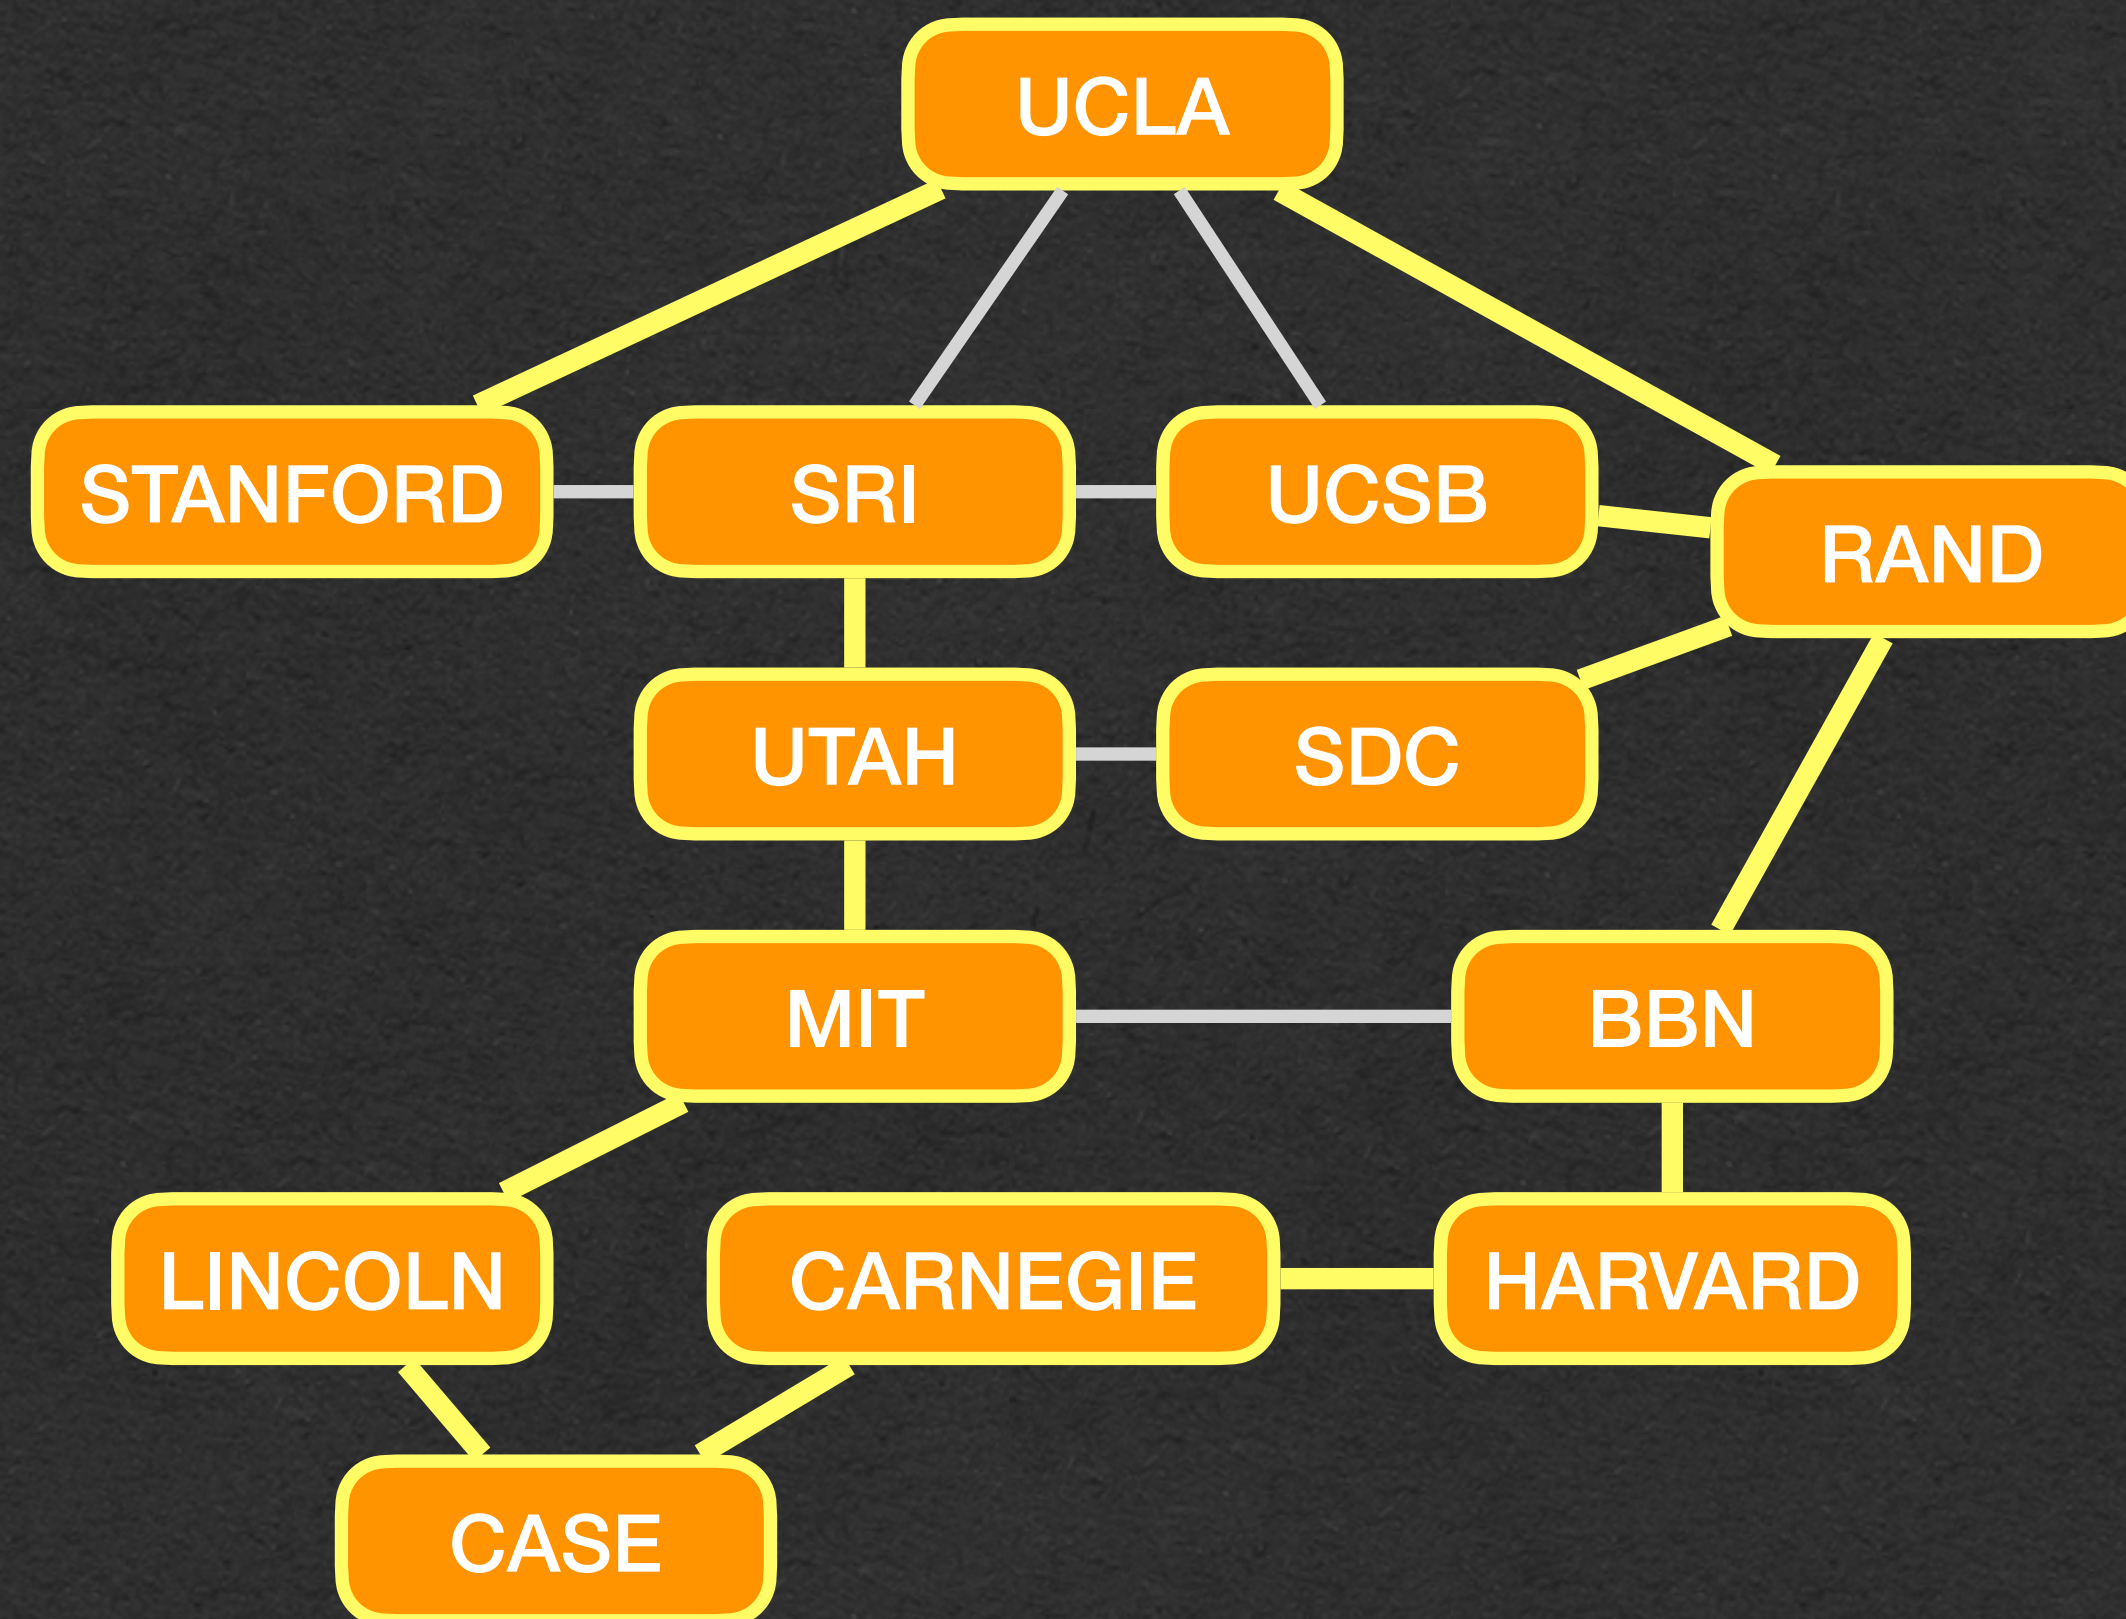 UCLA
STANFORD
SRI
UCSB
RAND
UTAH
SDC
MIT
BBN
LINCOLN
CARNEGIE
HARVARD
CASE